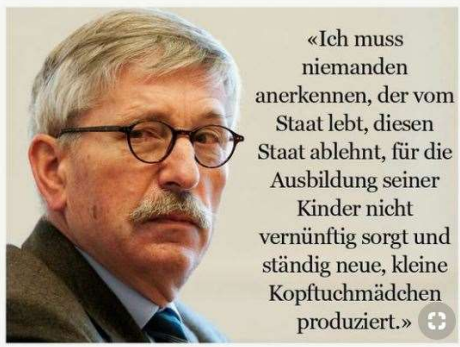 «Ich muss
niemanden
anerkennen, der vom
Staat lebt, diesen
Staat ablehnt, für die
Ausbildung seiner
Kinder nicht
vernünftig sorgt und
ständig neue, kleine
Kopftuchmädchen
produziert.»